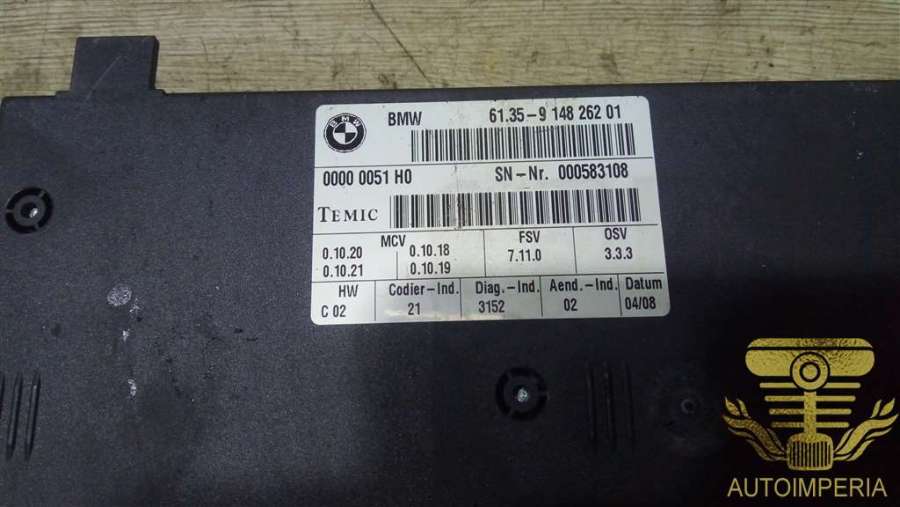 BMW
BMW 61.35-9 148 262 01
0000 0051 H0 SN-Nr. 000583108
TEMIC
MCV FSV OSV
0.10.20 0.10.18 7.11.0 3.3.3
0.10.21 0.10.19
HW Codier-Ind. Diag.-Ind. Aend.-Ind. Datum
C 02 21 3152 02 04/08
AUTOIMPERIA